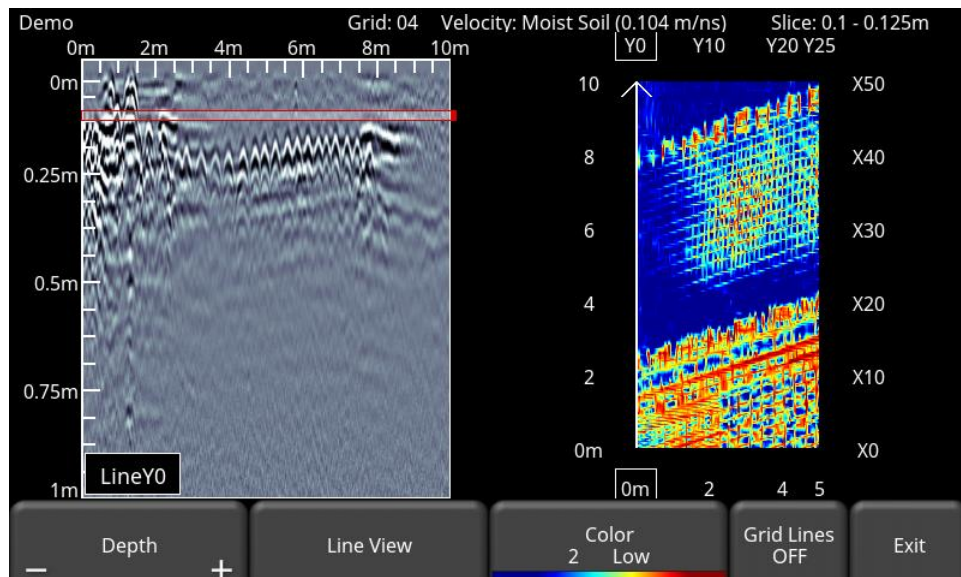 Demo Grid: 04 Velocity: Moist Soil (0.104 m/ns) Slice: 0.1 - 0.125m
0m 2m 4m 6m 8m 10m Y0 Y10 Y20 Y25
0m 10 X50
8 X40
0.25m
6 X30
0.5m 4 X20
2 X10
0.75m
0m X0
LineY0
1m 0m 2 4 5
Depth Line View Color Grid Lines Exit
− + 2 Low OFF